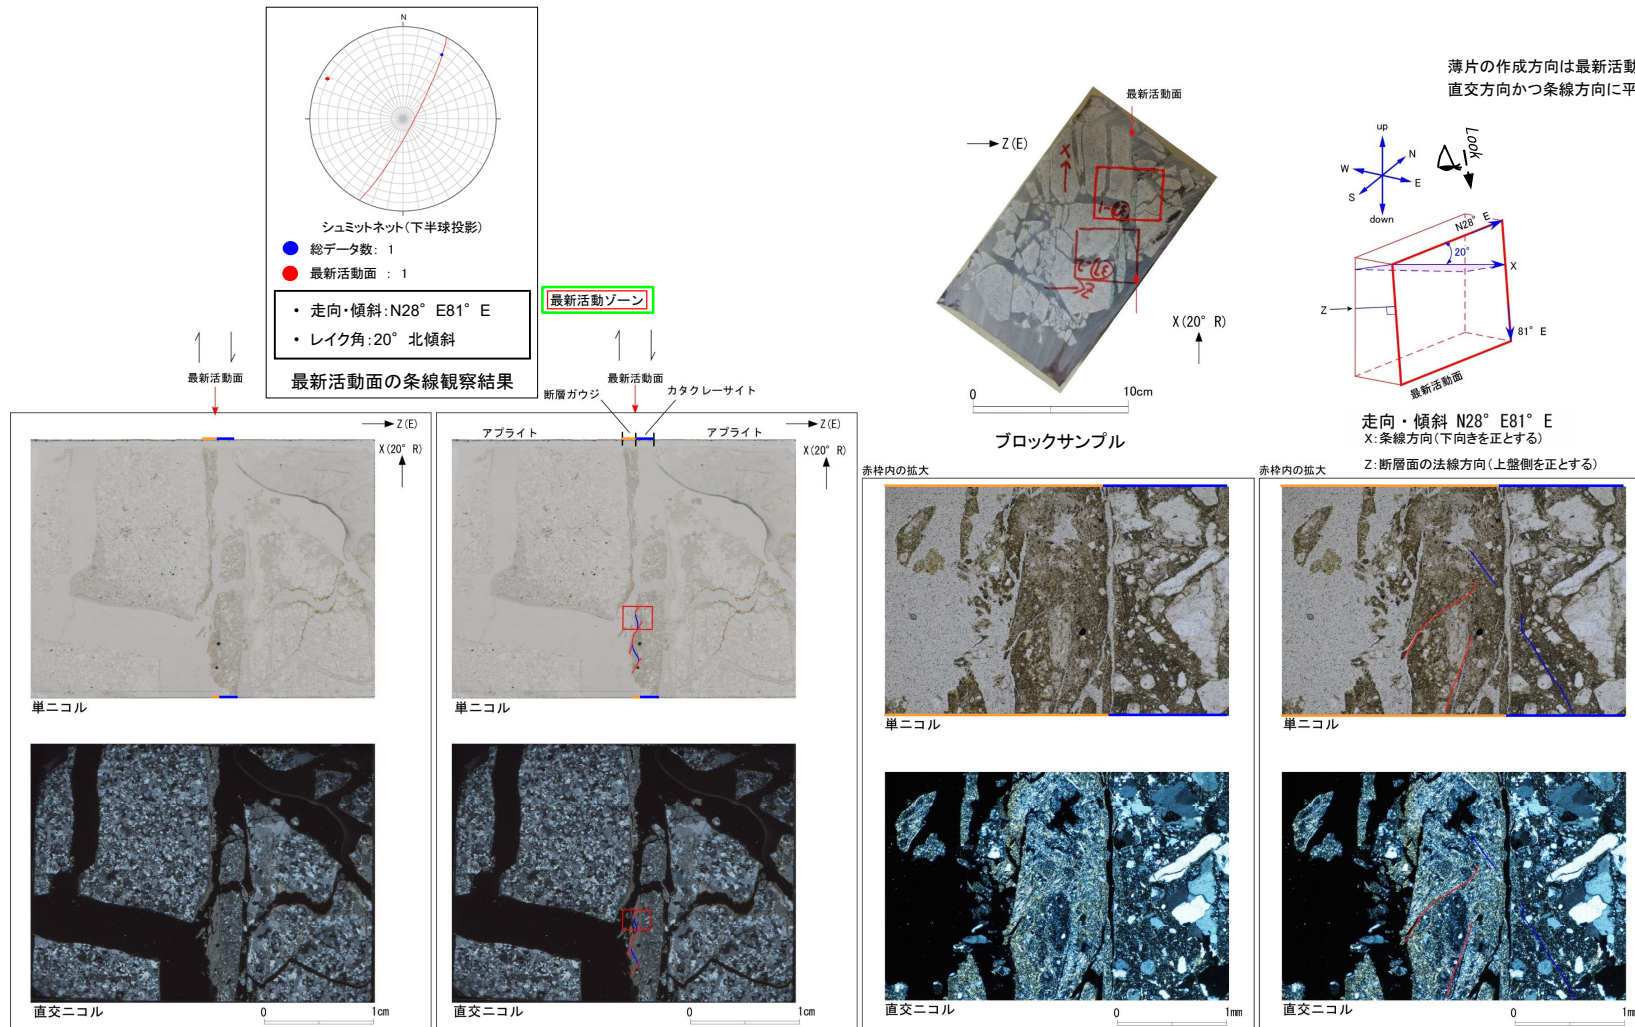 N
シュミットネット(下半球投影)
総データ数: 1
最新活動面 : 1
• 走向・傾斜:N28° E81° E
• レイク角:20° 北傾斜
最新活動面の条線観察結果
最新活動ゾーン
最新活動面
Z(E)
X
32-1
32-2
Z
X(20° R)
0 10cm
ブロックサンプル
薄片の作成方向は最新活動
直交方向かつ条線方向に平
up
N
W
E
S
down
Look
N28° E
20°
X
Z
81° E
最新活動面
走向・傾斜 N28° E81° E
X:条線方向(下向きを正とする)
Z:断層面の法線方向(上盤側を正とする)
最新活動面
Z(E)
X(20° R)
単ニコル
直交ニコル
0 1cm
最新活動面
断層ガウジ
カタクレーサイト
アプライト
アプライト
Z(E)
X(20° R)
単ニコル
直交ニコル
0 1cm
赤枠内の拡大
単ニコル
直交ニコル
0 1mm
赤枠内の拡大
単ニコル
直交ニコル
0 1m